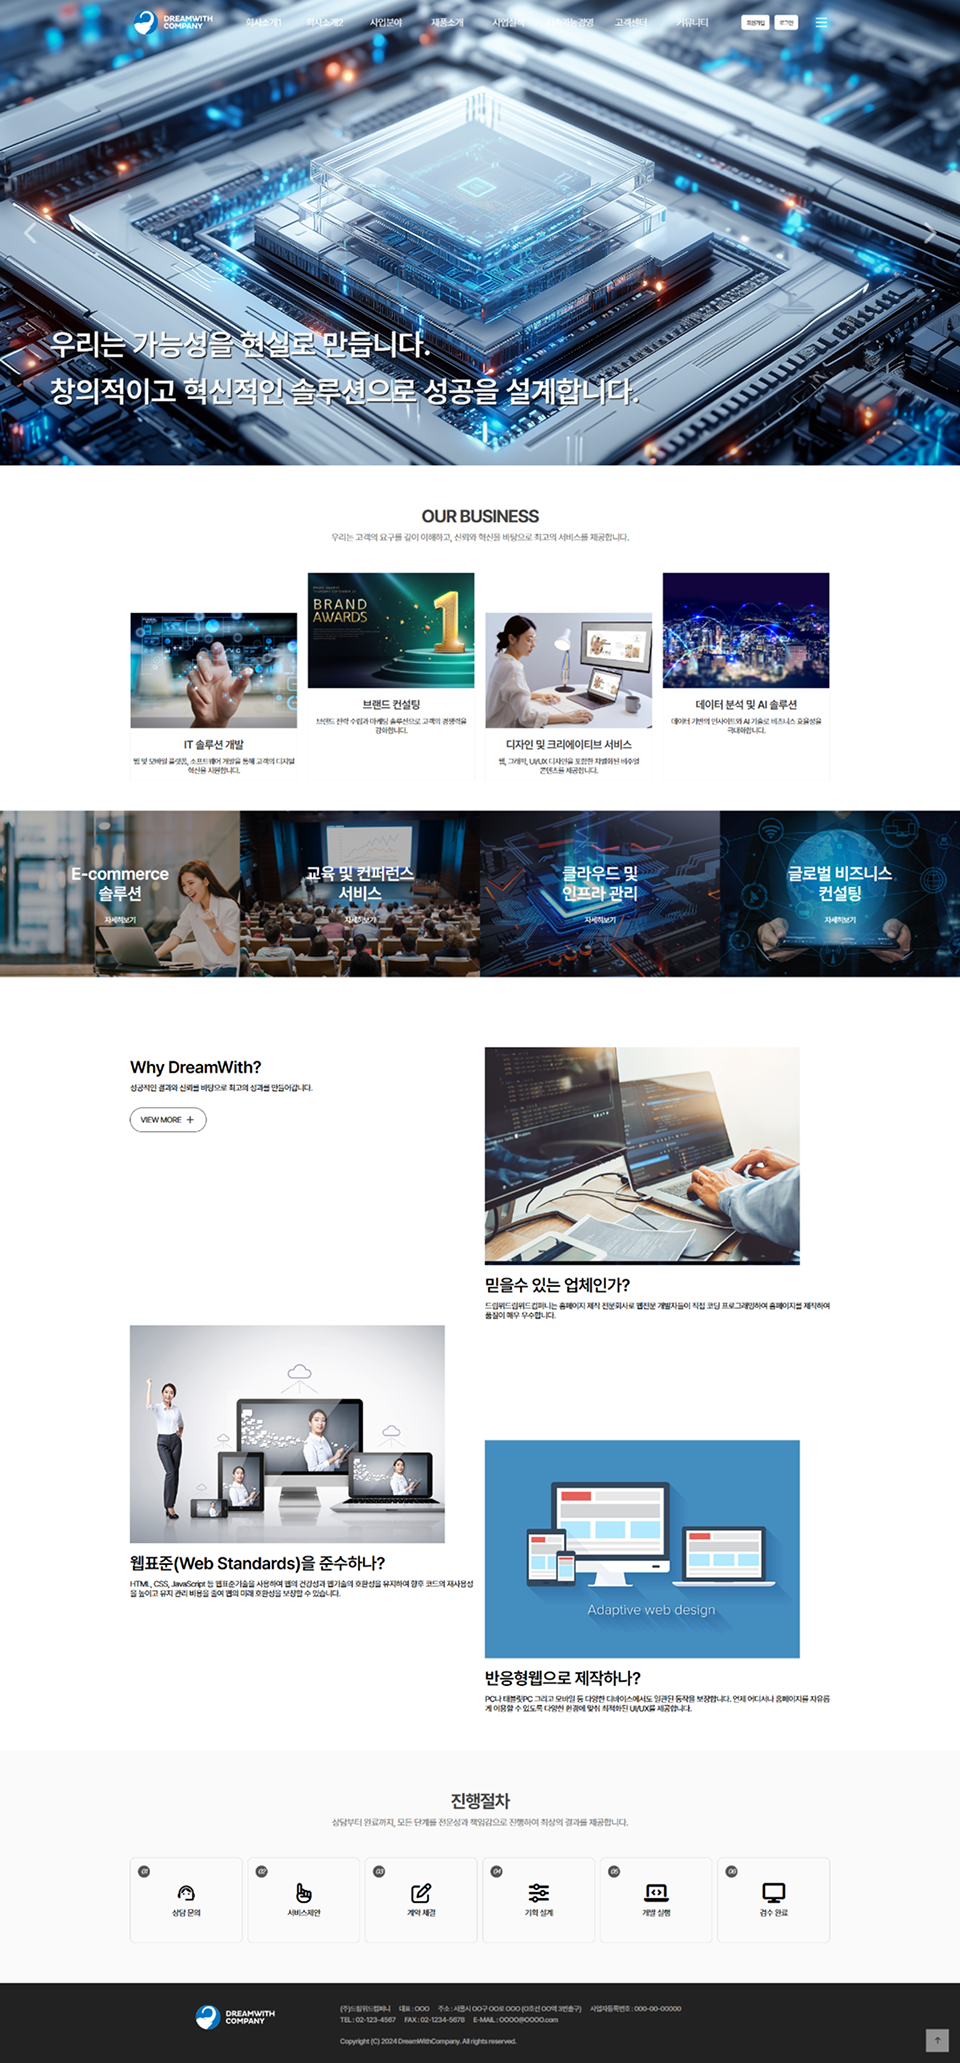 DREAMWITH
COMPANY
회사소개1 회사소개2 사업분야 제품소개 사업실적 지속가능경영 고객센터 커뮤니티 회원가입 로그인
우리는 가능성을 현실로 만듭니다.
창의적이고 혁신적인 솔루션으로 성공을 설계합니다.
OUR BUSINESS
우리는 고객의 요구를 깊이 이해하고, 신뢰와 혁신을 바탕으로 최고의 서비스를 제공합니다.
BRAND
AWARDS
1
IT 솔루션 개발
웹 및 모바일 플랫폼, 소프트웨어 개발을 통해 고객의 디지털
혁신을 지원합니다.
브랜드 컨설팅
브랜드 전략 수립과 마케팅 솔루션으로 고객의 경쟁력을
강화합니다.
디자인 및 크리에이티브 서비스
웹, 그래픽, UI/UX 디자인을 포함한 차별화된 비주얼
콘텐츠를 제공합니다.
데이터 분석 및 AI 솔루션
데이터 기반의 인사이트와 AI 기술로 비즈니스 효율성을
극대화합니다.
E-commerce
솔루션
자세히보기
교육 및 컨퍼런스
서비스
자세히보기
클라우드 및
인프라 관리
자세히보기
글로벌 비즈니스
컨설팅
자세히보기
Why DreamWith?
성공적인 결과와 신뢰를 바탕으로 최고의 성과를 만들어갑니다.
VIEW MORE +
믿을수 있는 업체인가?
드림위드림위드컴퍼니는 홈페이지 제작 전문회사로 웹전문 개발자들이 직접 코딩 프로그래밍하여 홈페이지를 제작하여
품질이 매우 우수합니다.
웹표준(Web Standards)을 준수하나?
HTML, CSS, JavaScript 등 웹표준기술을 사용하여 웹의 건강성과 웹기술의 호환성을 유지하여 향후 코드의 재사용성
을 높이고 유지 관리 비용을 줄여 웹의 미래 호환성을 보장할 수 있습니다.
Adaptive web design
반응형웹으로 제작하나?
PC나 태블릿PC 그리고 모바일 등 다양한 디바이스에서도 일관된 동작을 보장합니다. 언제 어디서나 홈페이지를 자유롭
게 이용할 수 있도록 다양한 환경에 맞춰 최적화된 UI/UX를 제공합니다.
진행절차
상담부터 완료까지, 모든 단계를 전문성과 책임감으로 진행하여 최상의 결과를 제공합니다.
01
상담 문의
02
서비스제안
03
계약 체결
04
기획 설계
05
개발 실행
06
검수 완료
DREAMWITH
COMPANY
(주)드림위드컴퍼니 대표 : OOO 주소 : 서울시 OO구 OO로 OOO (O호선 OO역 3번출구) 사업자등록번호 : 000-00-00000
TEL : 02-123-4567 FAX : 02-1234-5678 E-MAIL : OOOO@OOOO.com
Copyright (C) 2024 DreamWithCompany. All rights reserved.